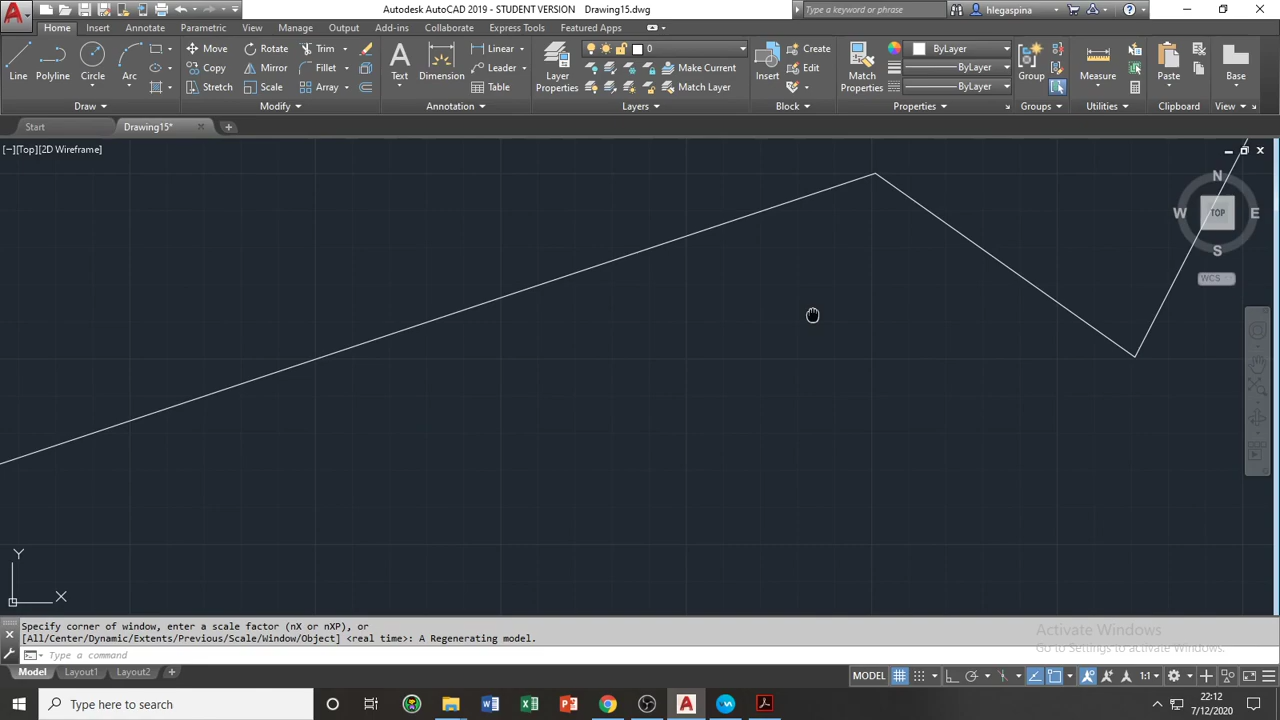 Autodesk AutoCAD 2019 - STUDENT VERSION Drawing15.dwg
Type a keyword or phrase
hlegaspina
Home Insert Annotate Parametric View Manage Output Add-ins Collaborate Express Tools Featured Apps
Line Polyline Circle Arc
Move Rotate Trim
Copy Mirror Fillet
Stretch Scale Array
Text Dimension
Linear
Leader
Table
Layer
Properties
0
Make Current
Match Layer
Insert
Create
Edit
Match
Properties
ByLayer
ByLayer
ByLayer
Group
Measure
Paste
Base
Draw Modify Annotation Layers Block Properties Groups Utilities Clipboard View
Start Drawing15*
[−][Top][2D Wireframe]
N
W TOP E
S
WCS
Y
X
Specify corner of window, enter a scale factor (nX or nXP), or
[All/Center/Dynamic/Extents/Previous/Scale/Window/Object] <real time>: A Regenerating model.
Type a command
Activate Windows
Go to Settings to activate Windows.
Model Layout1 Layout2
MODEL
1:1
Type here to search
22:12
7/12/2020